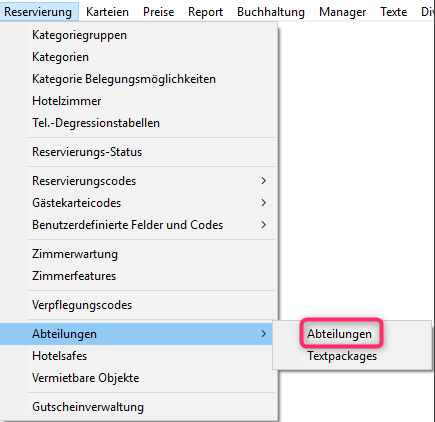 Reservierung Karteien Preise Report Buchhaltung Manager Texte
Kategoriegruppen
Kategorien
Kategorie Belegungsmöglichkeiten
Hotelzimmer
Tel.-Degressionstabellen
Reservierungs-Status
Reservierungscodes
Gästekarteicodes
Benutzerdefinierte Felder und Codes
Zimmerwartung
Zimmerfeatures
Verpflegungscodes
Abteilungen
Abteilungen
Hotelsafes
Textpackages
Vermietbare Objekte
Gutscheinverwaltung